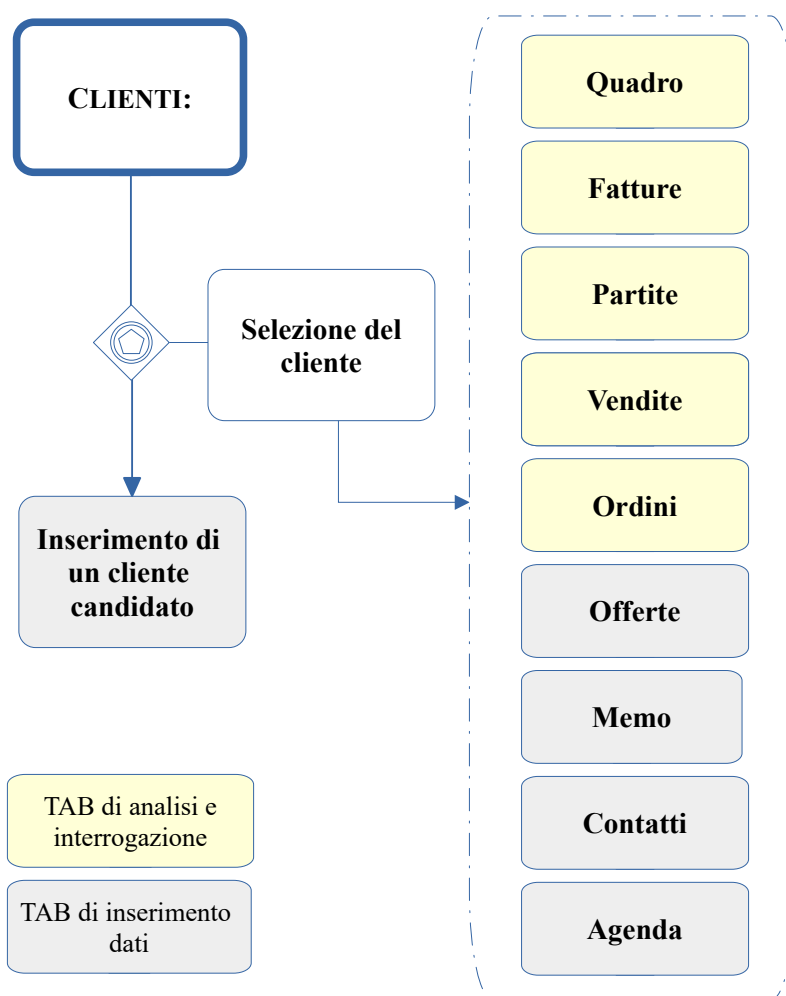 CLIENTI:
Selezione del
cliente
Inserimento di
un cliente
candidato
TAB di analisi e
interrogazione
TAB di inserimento
dati
Quadro
Fatture
Partite
Vendite
Ordini
Offerte
Memo
Contatti
Agenda